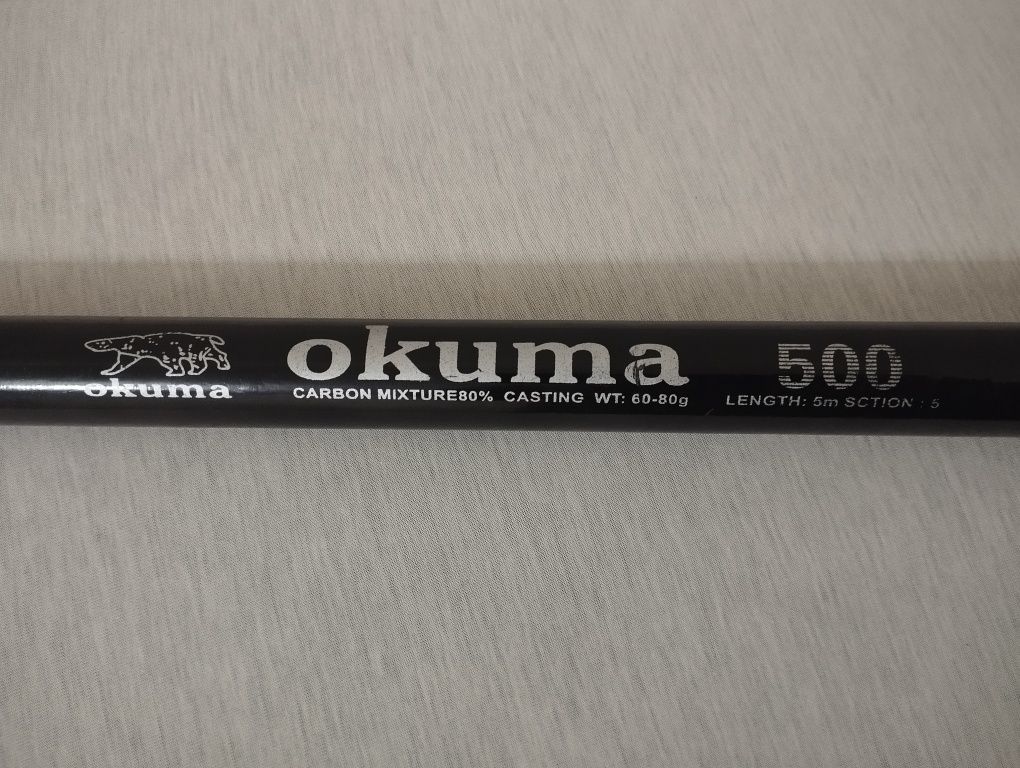 okuma
okuma
CARBON MIXTURE80% CASTING WT: 60-80g
500
LENGTH: 5m SCTION : 5